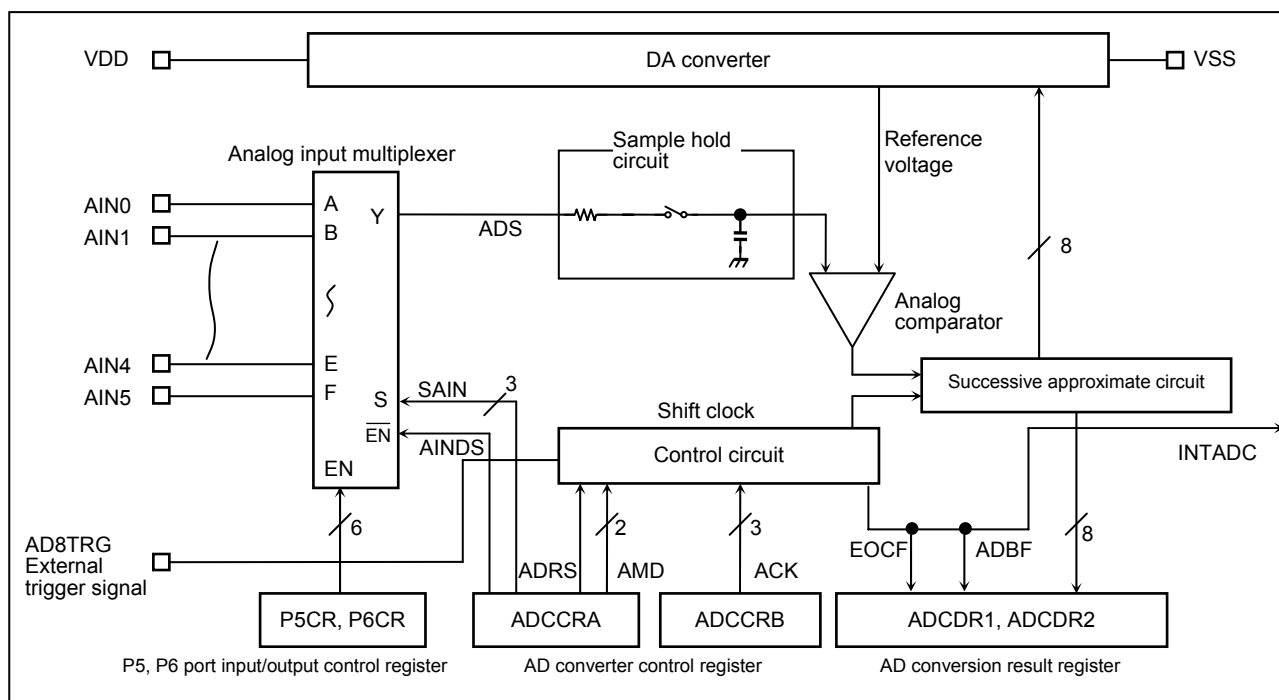 VDD
DA converter
VSS
Sample hold
circuit
Reference
voltage
Analog input multiplexer
AIN0
A
Y
ADS
AIN1
B
8
Analog
comparator
AIN4
E
AIN5
F
SAIN
3
S
Successive approximate circuit
Shift clock
EN
AINDS
Control circuit
INTADC
EN
6
2
3
8
AD8TRG
External
trigger signal
ADRS
AMD
ACK
EOCF
ADBF
P5CR, P6CR
ADCCRA
ADCCRB
ADCDR1, ADCDR2
P5, P6 port input/output control register
AD converter control register
AD conversion result register